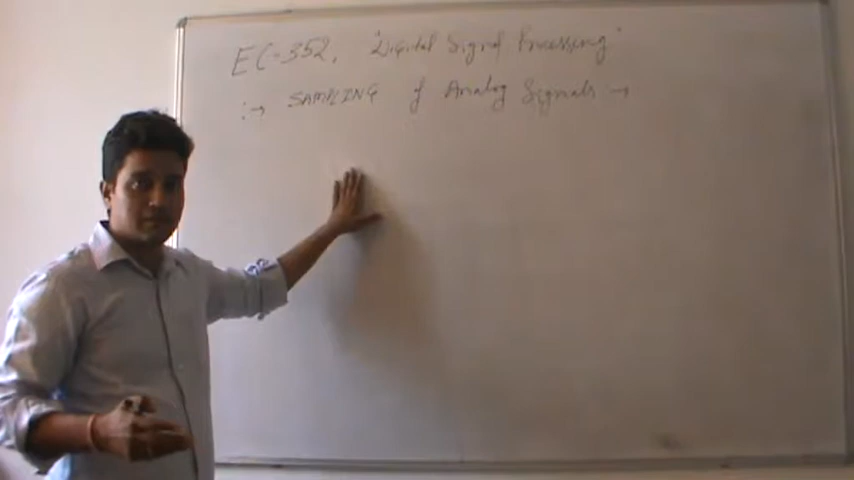 EC-352. "Digital Signal Processing"
:→ SAMPLING of Analog Signals →